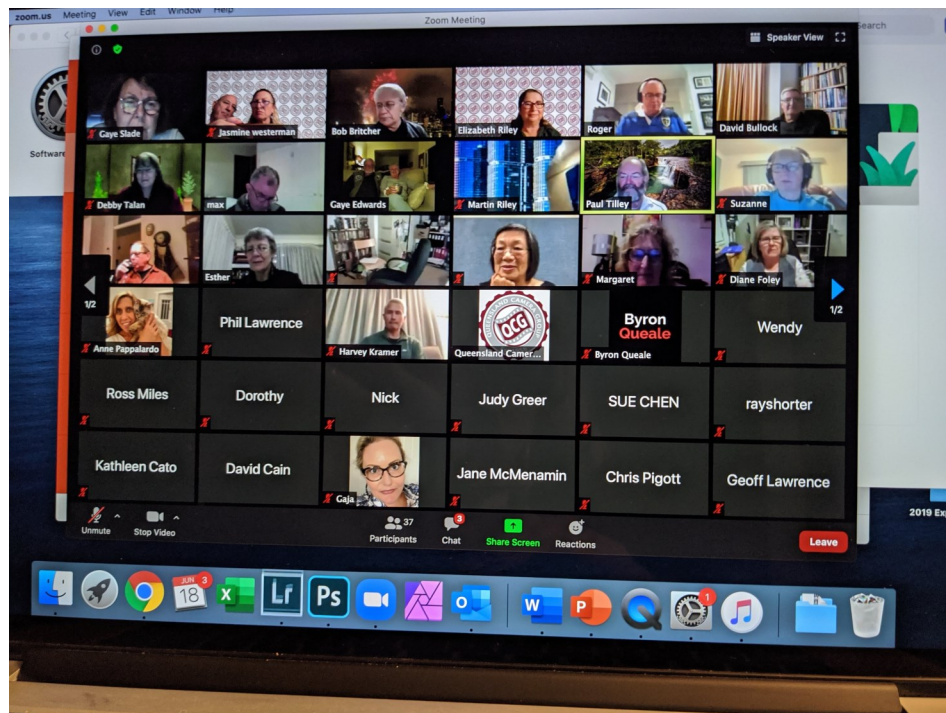 zoom.us Meeting View Edit Window Help
Zoom Meeting
Search
Speaker View
Gaye Slade
Jasmine westerman
Bob Britcher
Elizabeth Riley
Roger
David Bullock
Software
Debby Talan
max
Gaye Edwards
Martin Riley
Paul Tilley
Suzanne
Esther
Margaret
Diane Foley
1/2
1/2
Anne Pappalardo
Phil Lawrence
Harvey Kramer
QUEENSLAND CAMERA GROUP
QCG
Queensland Camer...
Byron
Queale
Byron Queale
Wendy
Ross Miles
Dorothy
Nick
Judy Greer
SUE CHEN
rayshorter
Kathleen Cato
David Cain
Gaja
Jane McMenamin
Chris Pigott
Geoff Lawrence
Unmute
Stop Video
37
Participants
3
Chat
Share Screen
Reactions
Leave
2019 Ex
JUN
18
3
X
Lr
Ps
O
W
P
1